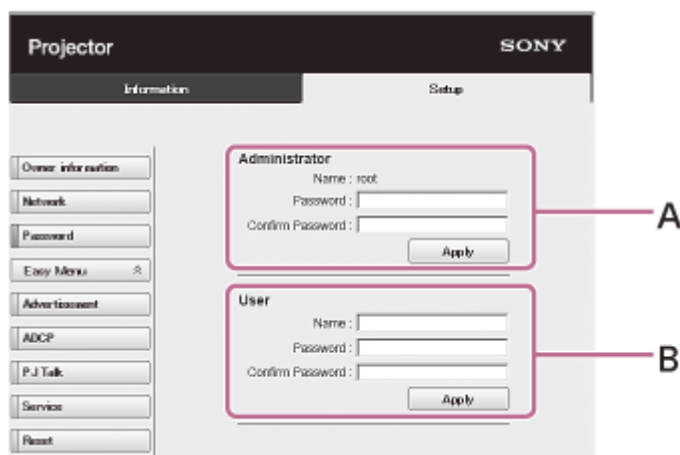 Projector
SONY
Information
Setup
Owner information
Network
Password
Easy Menu
Advertisement
ADCP
PJ Talk
Service
Reset
Administrator
Name : root
Password :
Confirm Password :
Apply
A
User
Name :
Password :
Confirm Password :
Apply
B